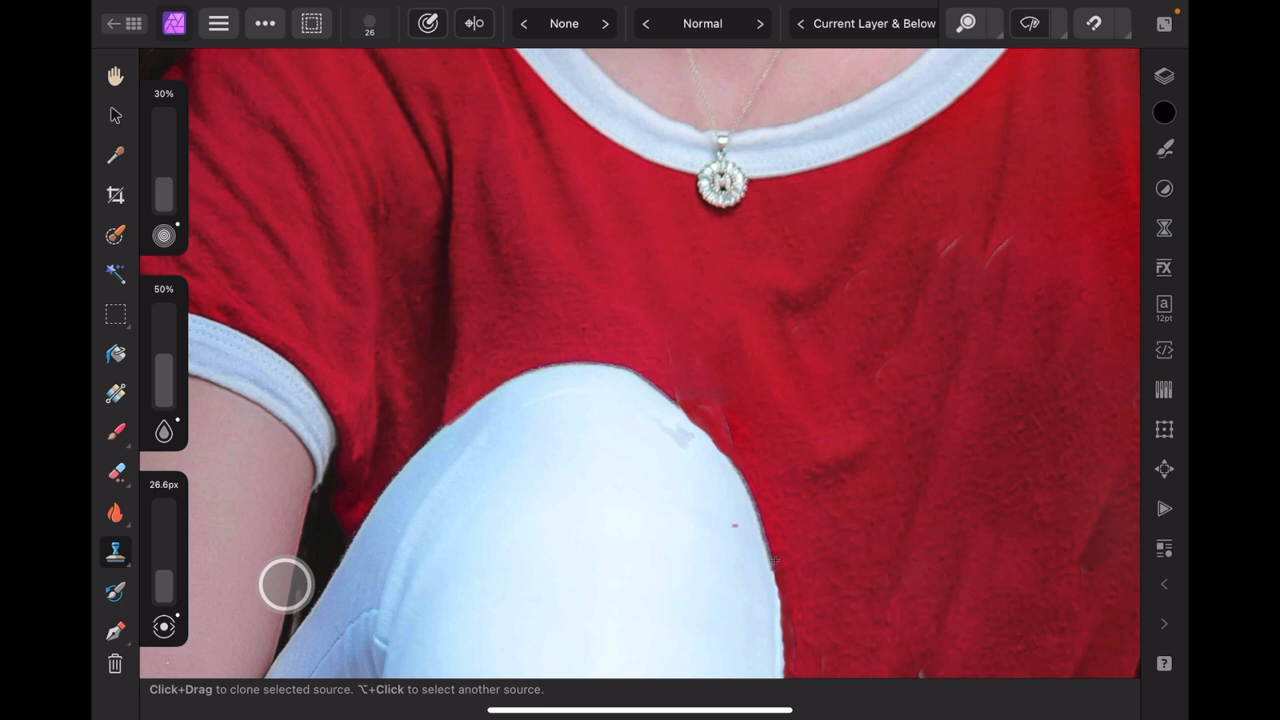 26
None
Normal
Current Layer & Below
30%
50%
26.6px
a
12pt
?
Click+Drag to clone selected source. ⌥+Click to select another source.